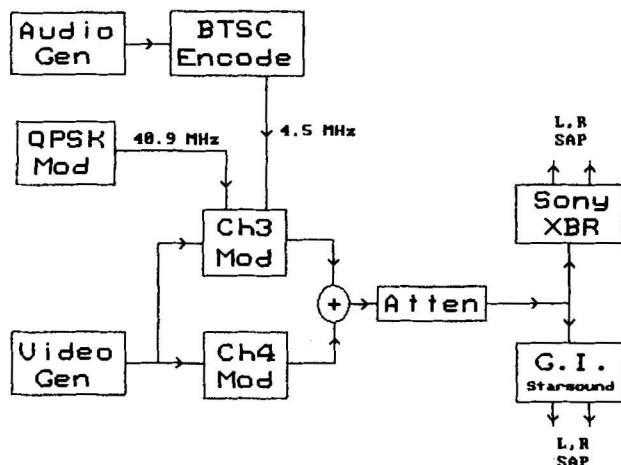 Audio
Gen
BTSC
Encode
QPSK
Mod
40.9 MHz
4.5 MHz
L,R
SAP
Ch3
Mod
Sony
XBR
+
Atten
Video
Gen
Ch4
Mod
G.I.
Starsound
L,R
SAP